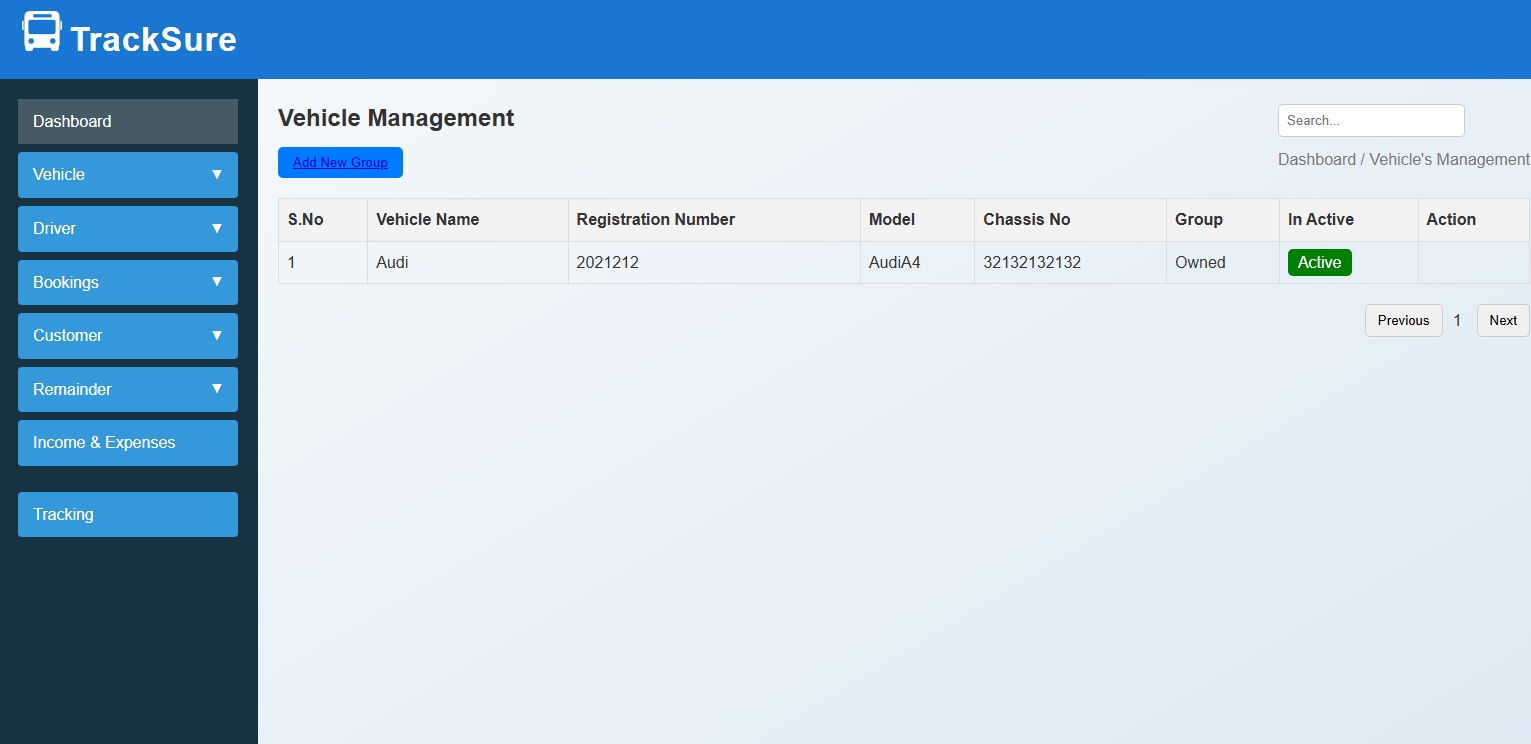 TrackSure
Dashboard
Vehicle ▼
Driver ▼
Bookings ▼
Customer ▼
Remainder ▼
Income & Expenses
Tracking
Vehicle Management
Search...
Add New Group
Dashboard / Vehicle's Management
S.No Vehicle Name Registration Number Model Chassis No Group In Active Action
1 Audi 2021212 AudiA4 32132132132 Owned Active
Previous 1 Next